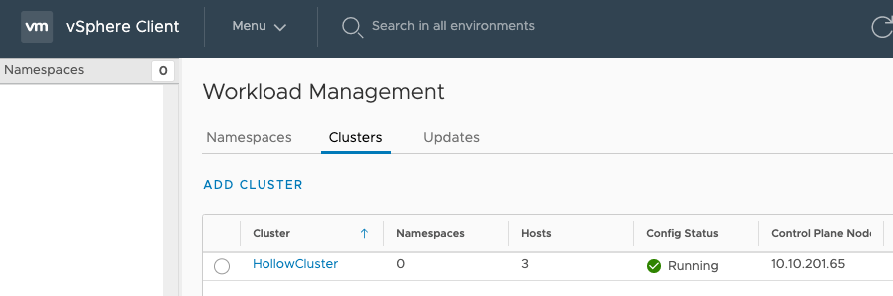 vm vSphere Client Menu Search in all environments
Namespaces 0
Workload Management
Namespaces Clusters Updates
ADD CLUSTER
Cluster Namespaces Hosts Config Status Control Plane Node
HollowCluster 0 3 Running 10.10.201.65